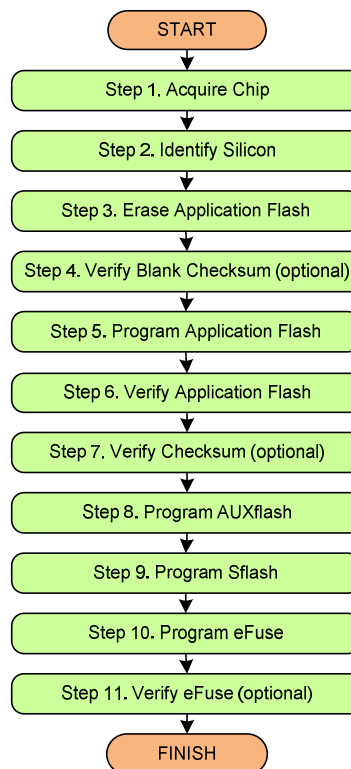 START
Step 1. Acquire Chip
Step 2. Identify Silicon
Step 3. Erase Application Flash
Step 4. Verify Blank Checksum (optional)
Step 5. Program Application Flash
Step 6. Verify Application Flash
Step 7. Verify Checksum (optional)
Step 8. Program AUXflash
Step 9. Program Sflash
Step 10. Program eFuse
Step 11. Verify eFuse (optional)
FINISH